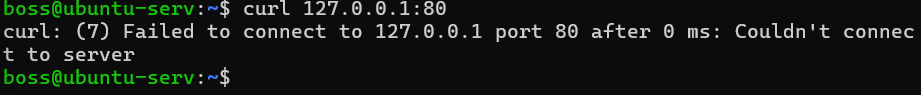 boss@ubuntu-serv:~$ curl 127.0.0.1:80
curl: (7) Failed to connect to 127.0.0.1 port 80 after 0 ms: Couldn't connec
t to server
boss@ubuntu-serv:~$